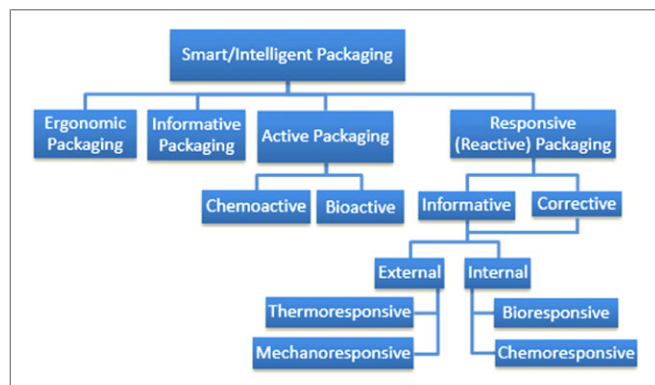 Smart/Intelligent Packaging
Ergonomic
Packaging
Informative
Packaging
Active Packaging
Responsive
(Reactive) Packaging
Chemoactive
Bioactive
Informative
Corrective
External
Internal
Thermoresponsive
Bioresponsive
Mechanoresponsive
Chemoresponsive